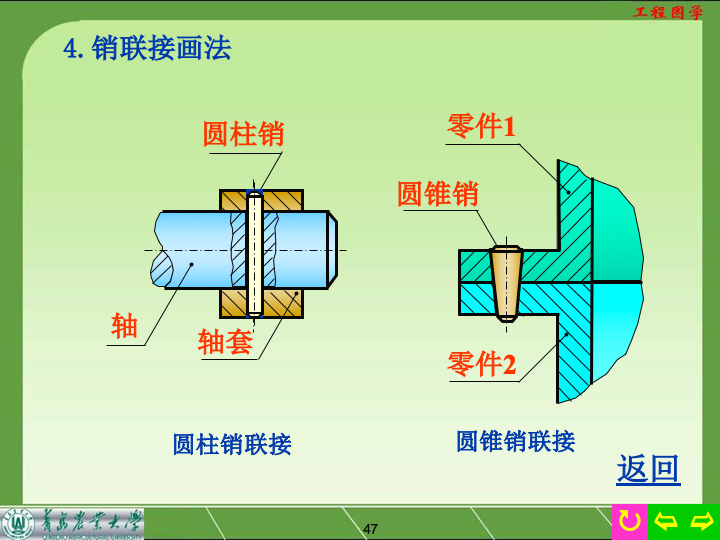 工程图学
4.销联接画法
圆柱销
零件1
圆锥销
轴
轴套
零件2
圆柱销联接
圆锥销联接
返回
青岛农业大学
47